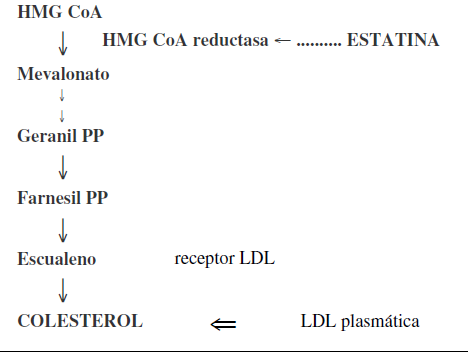 HMG CoA
HMG CoA reductasa ← .......... ESTATINA
Mevalonato
Geranil PP
Farnesil PP
Escualeno receptor LDL
COLESTEROL ⇐ LDL plasmática